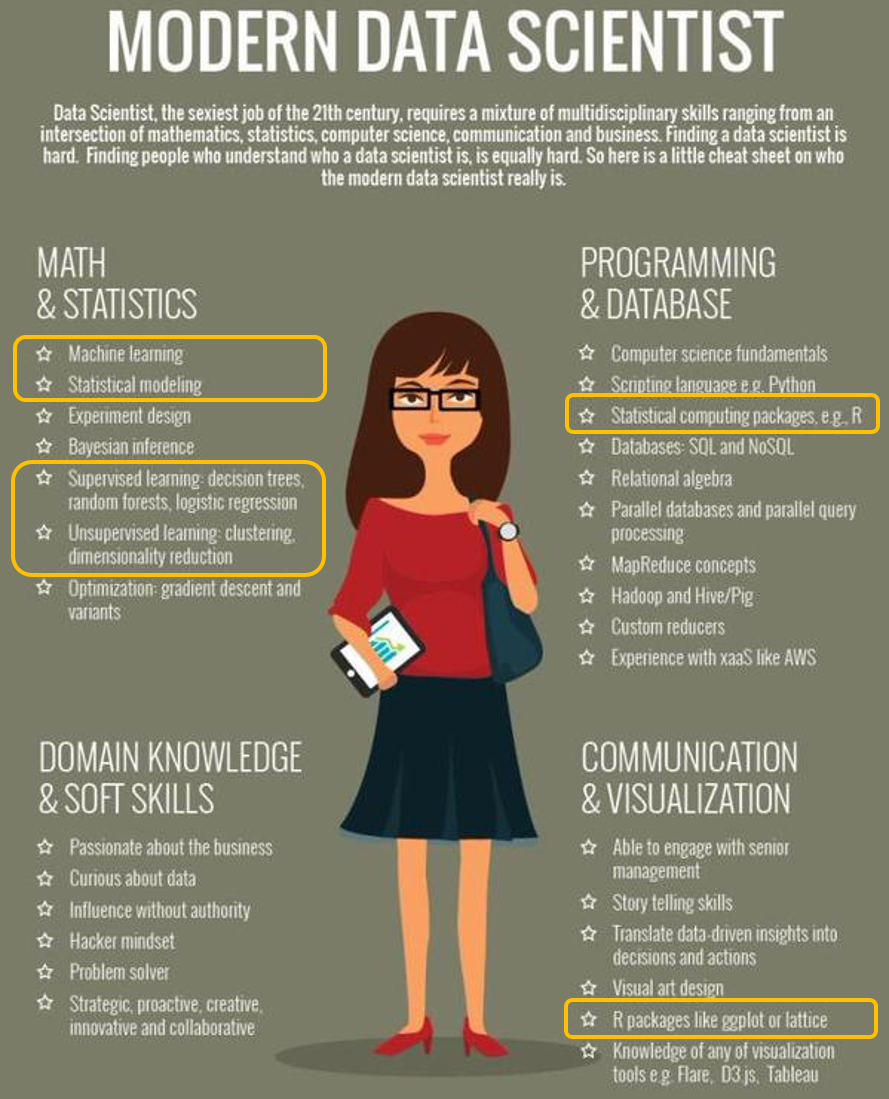 MODERN DATA SCIENTIST
Data Scientist, the sexiest job of the 21th century, requires a mixture of multidisciplinary skills ranging from an
intersection of mathematics, statistics, computer science, communication and business. Finding a data scientist is
hard. Finding people who understand who a data scientist is, is equally hard. So here is a little cheat sheet on who
the modern data scientist really is.
MATH
& STATISTICS
Machine learning
Statistical modeling
Experiment design
Bayesian inference
Supervised learning: decision trees,
random forests, logistic regression
Unsupervised learning: clustering,
dimensionality reduction
Optimization: gradient descent and
variants
PROGRAMMING
& DATABASE
Computer science fundamentals
Scripting language e.g. Python
Statistical computing packages, e.g., R
Databases: SQL and NoSQL
Relational algebra
Parallel databases and parallel query
processing
MapReduce concepts
Hadoop and Hive/Pig
Custom reducers
Experience with xaaS like AWS
DOMAIN KNOWLEDGE
& SOFT SKILLS
Passionate about the business
Curious about data
Influence without authority
Hacker mindset
Problem solver
Strategic, proactive, creative,
innovative and collaborative
COMMUNICATION
& VISUALIZATION
Able to engage with senior
management
Story telling skills
Translate data-driven insights into
decisions and actions
Visual art design
R packages like ggplot or lattice
Knowledge of any of visualization
tools e.g. Flare, D3.js, Tableau